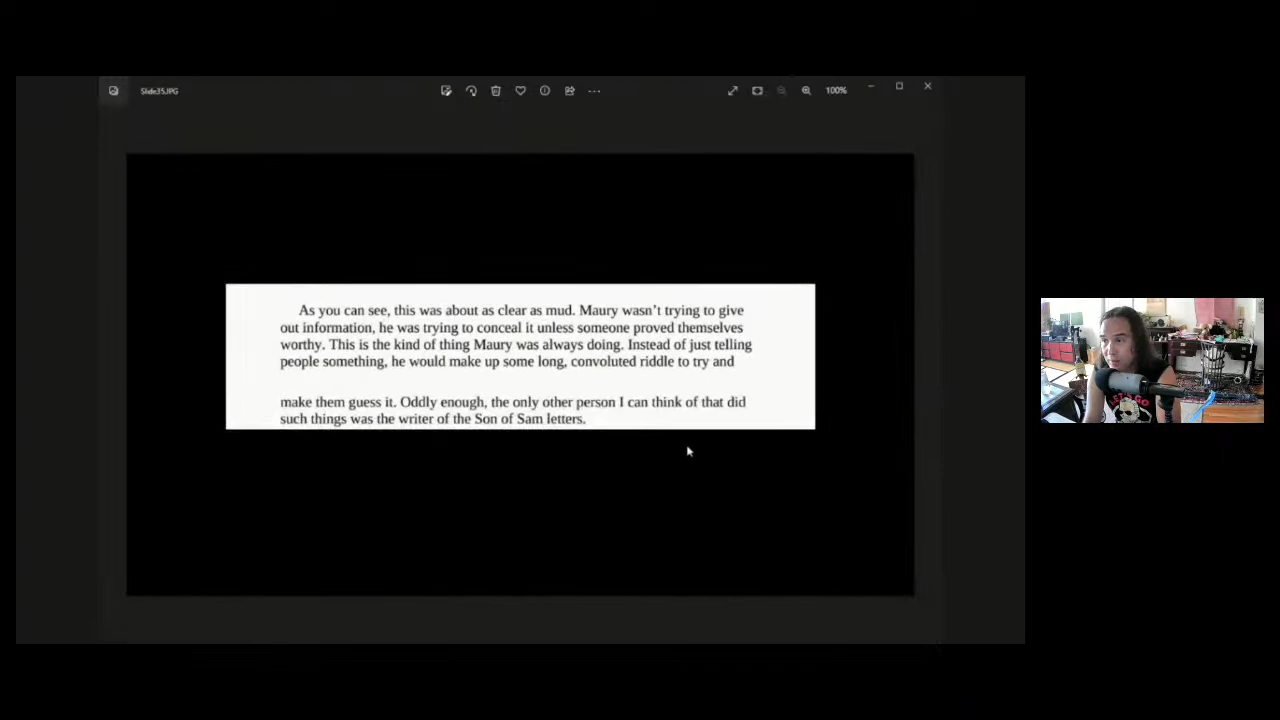 Slide35.JPG
100%
As you can see, this was about as clear as mud. Maury wasn't trying to give
out information, he was trying to conceal it unless someone proved themselves
worthy. This is the kind of thing Maury was always doing. Instead of just telling
people something, he would make up some long, convoluted riddle to try and
make them guess it. Oddly enough, the only other person I can think of that did
such things was the writer of the Son of Sam letters.